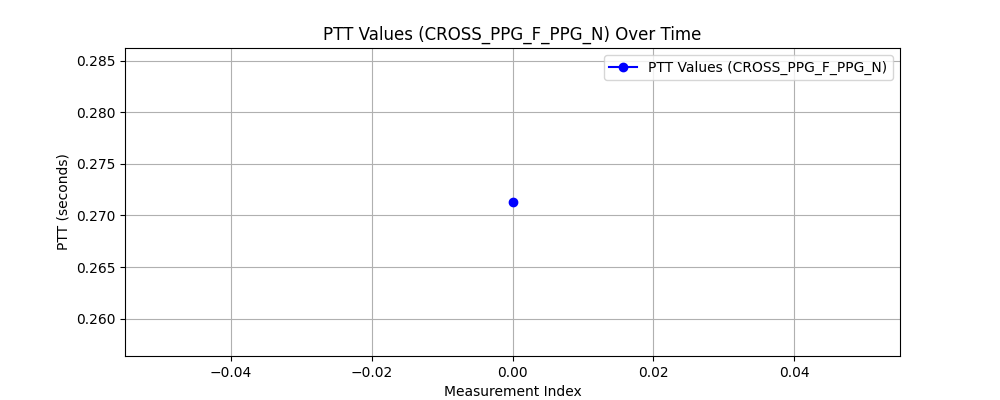 PTT Values (CROSS_PPG_F_PPG_N) Over Time
PTT Values (CROSS_PPG_F_PPG_N)
PTT (seconds)
0.285
0.280
0.275
0.270
0.265
0.260
−0.04
−0.02
0.00
0.02
0.04
Measurement Index